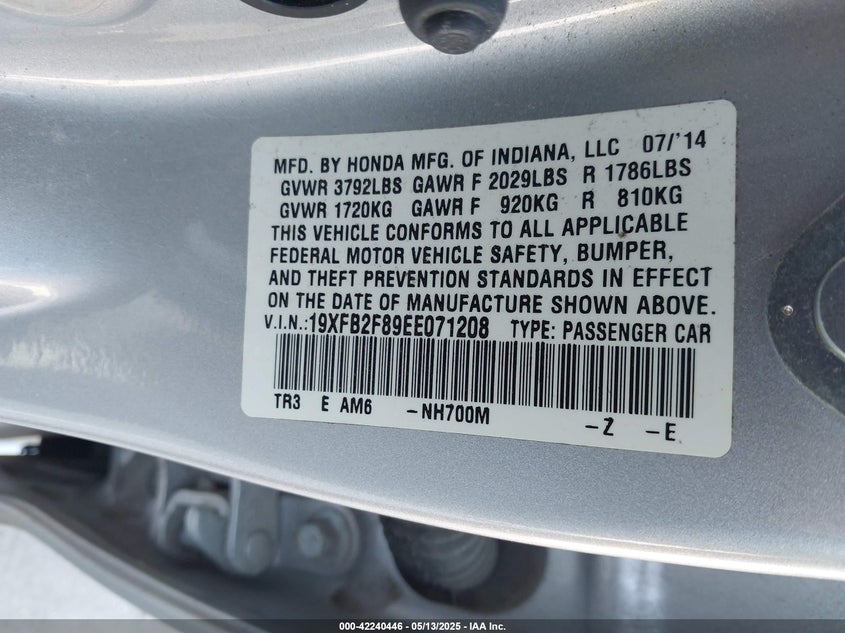 MFD. BY HONDA MFG. OF INDIANA, LLC 07/'14
GVWR 3792LBS GAWR F 2029LBS R 1786LBS
GVWR 1720KG GAWR F 920KG R 810KG
THIS VEHICLE CONFORMS TO ALL APPLICABLE
FEDERAL MOTOR VEHICLE SAFETY, BUMPER,
AND THEFT PREVENTION STANDARDS IN EFFECT
ON THE DATE OF MANUFACTURE SHOWN ABOVE.
V.I.N.:19XFB2F89EE071208 TYPE: PASSENGER CAR
TR3 E AM6 -NH700M -Z -E
000-42240446 - 05/13/2025 - IAA Inc.